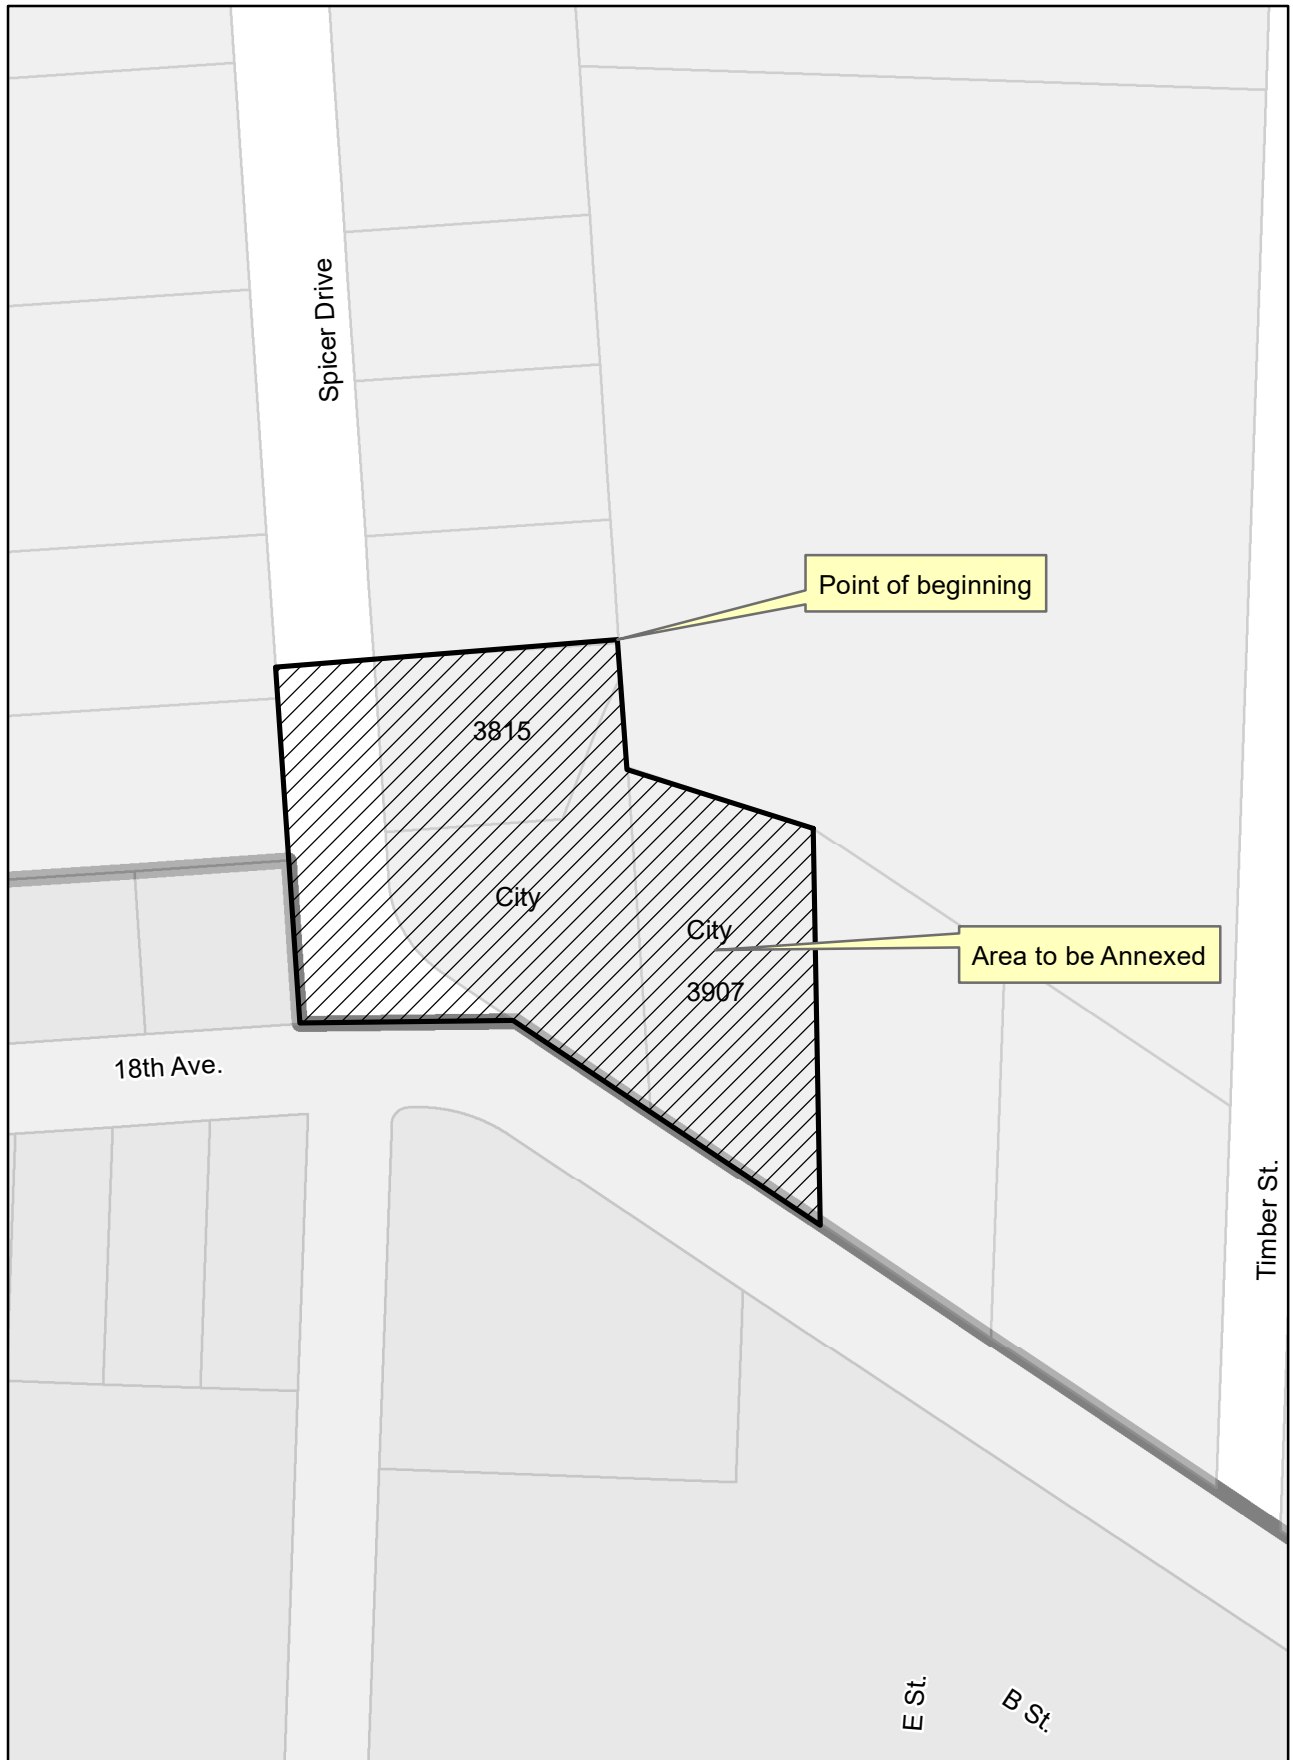 Spicer Drive
Point of beginning
3815
City
City
Area to be Annexed
3907
18th Ave.
Timber St.
E St.
B St.